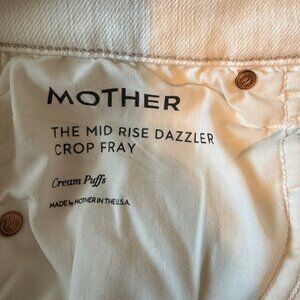 MOTHER
THE MID RISE DAZZLER
CROP FRAY
Cream Puffs
MADE by MOTHER IN THE U.S.A.